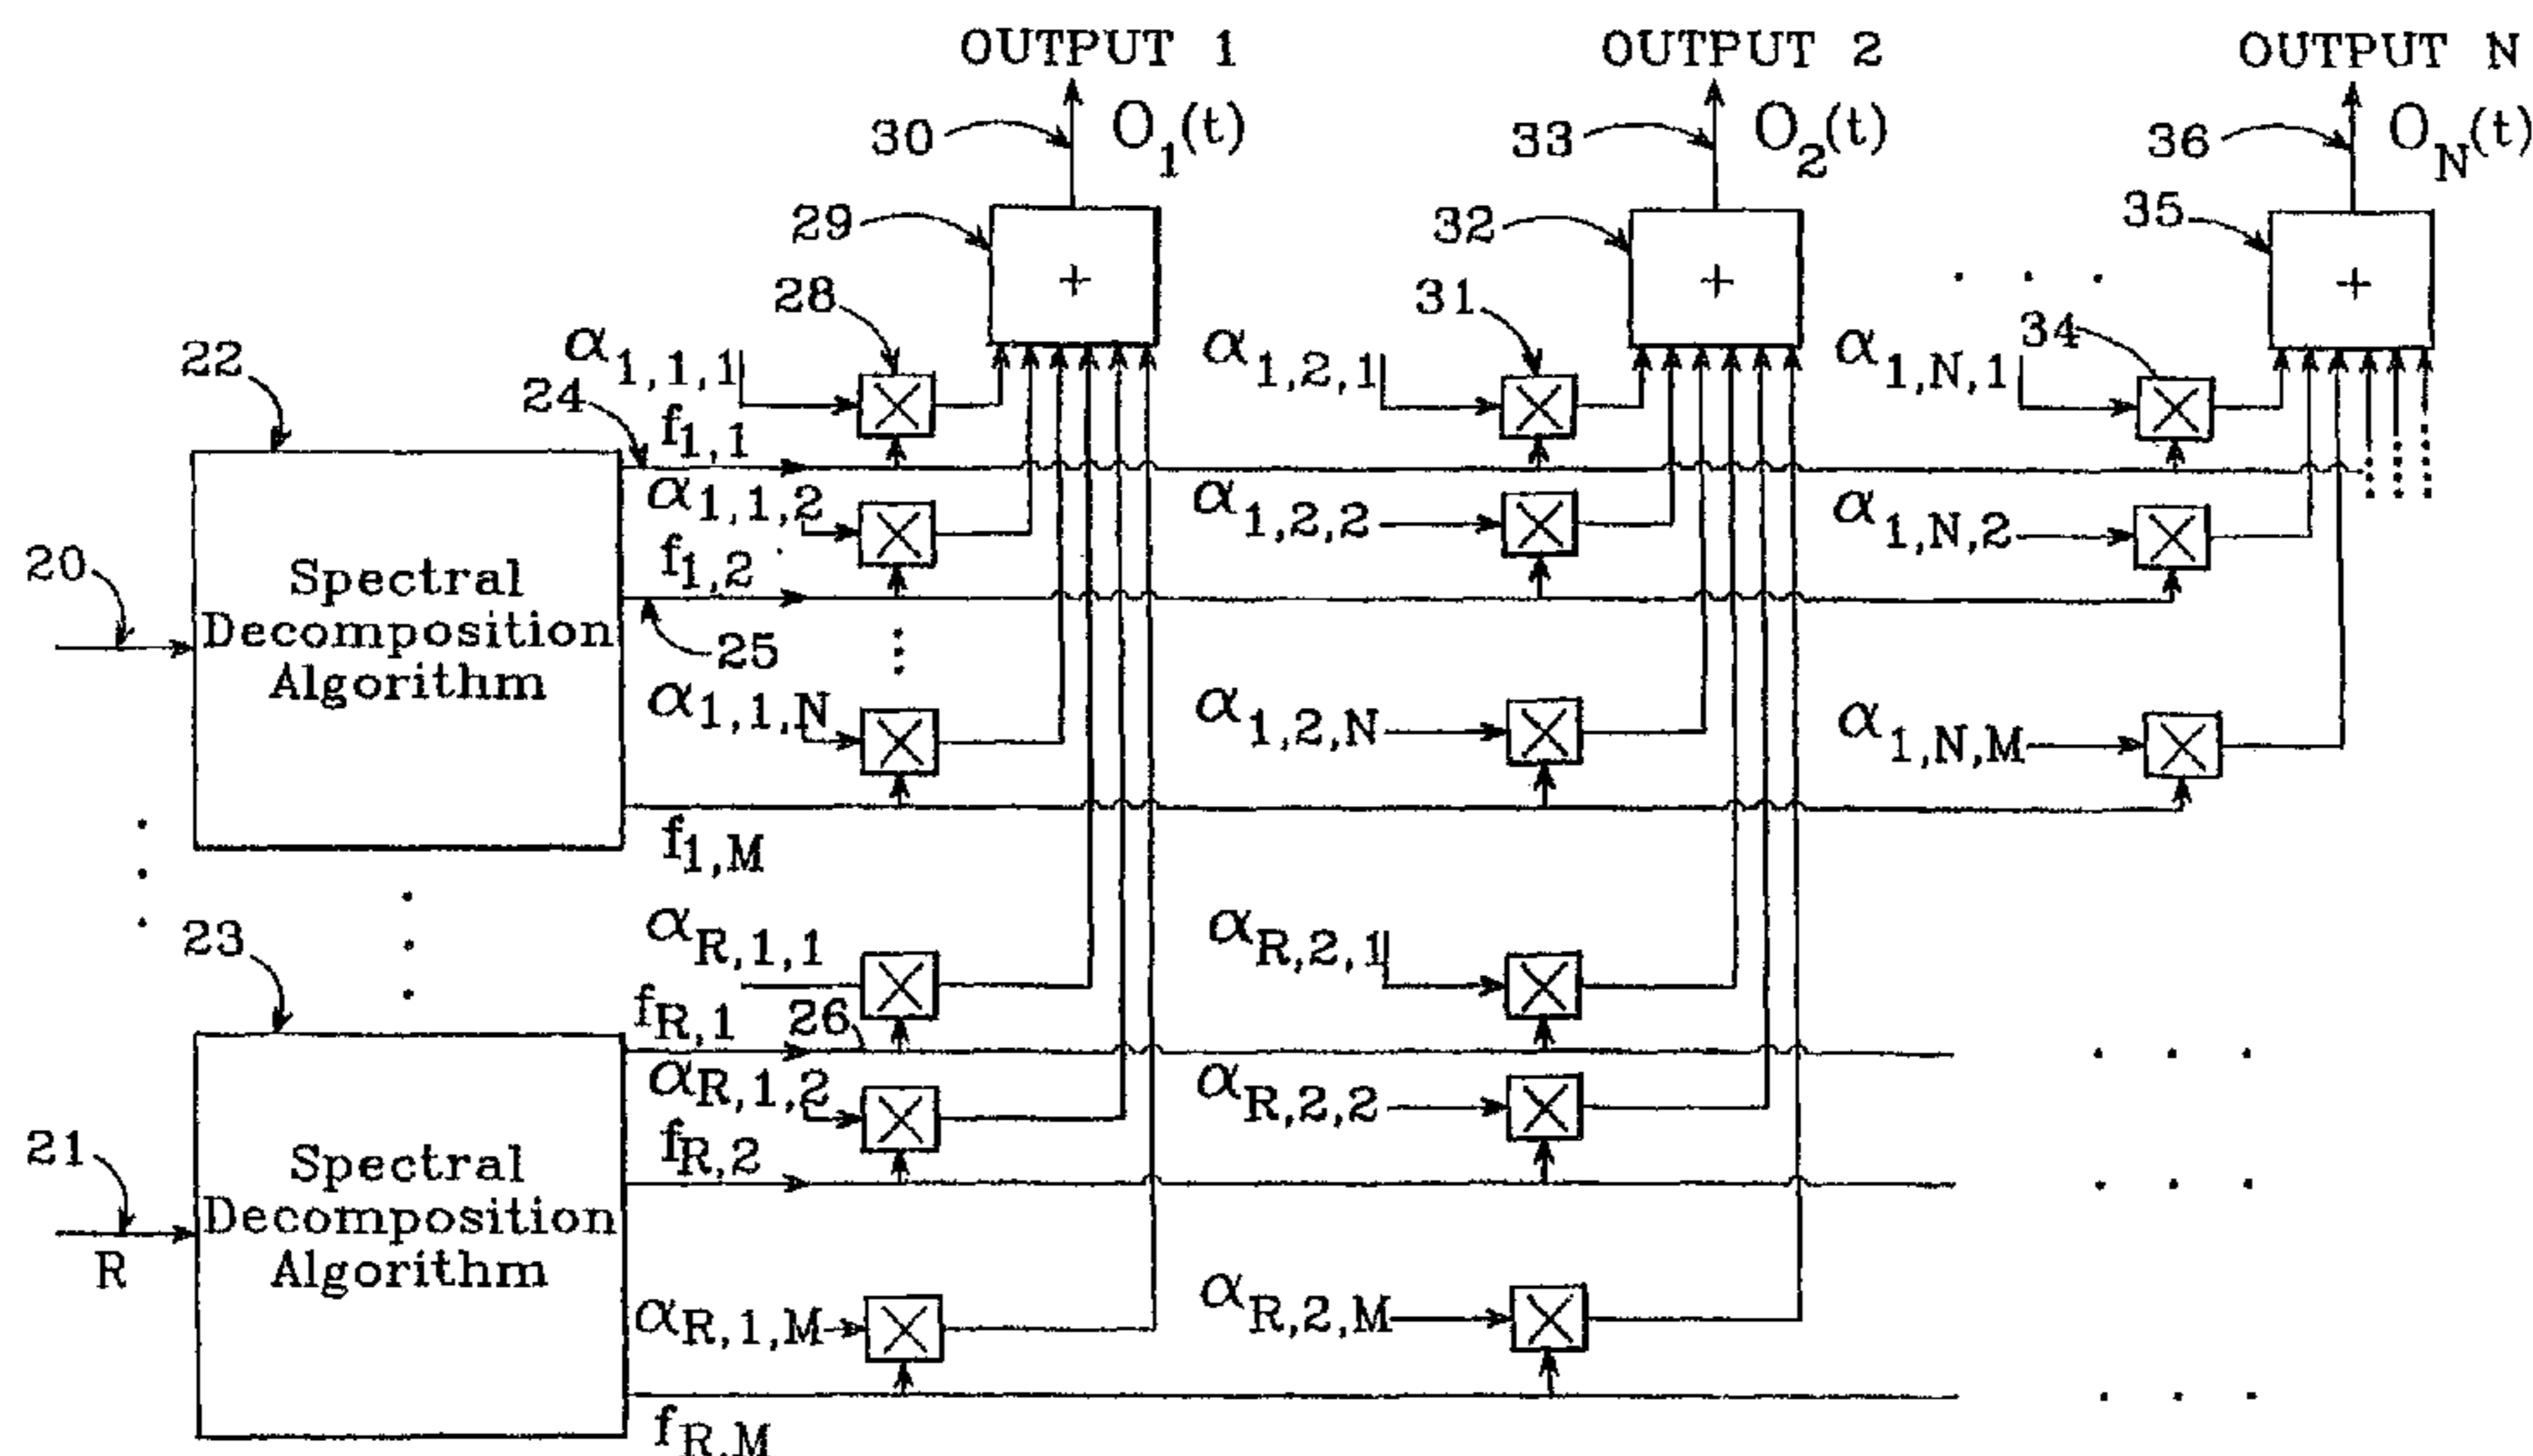 OUTPUT 1
OUTPUT 2
OUTPUT N
30
O1(t)
33
O2(t)
36
ON(t)
29
+
32
+
35
+
28
31
34
α1,1,1
α1,2,1
α1,N,1
22
24
f1,1
α1,1,2
α1,2,2
α1,N,2
f1,2
20
Spectral
Decomposition
Algorithm
25
α1,1,N
α1,2,N
α1,N,M
f1,M
23
αR,1,1
αR,2,1
fR,1
26
αR,1,2
αR,2,2
fR,2
21
R
Spectral
Decomposition
Algorithm
αR,1,M
αR,2,M
fR,M